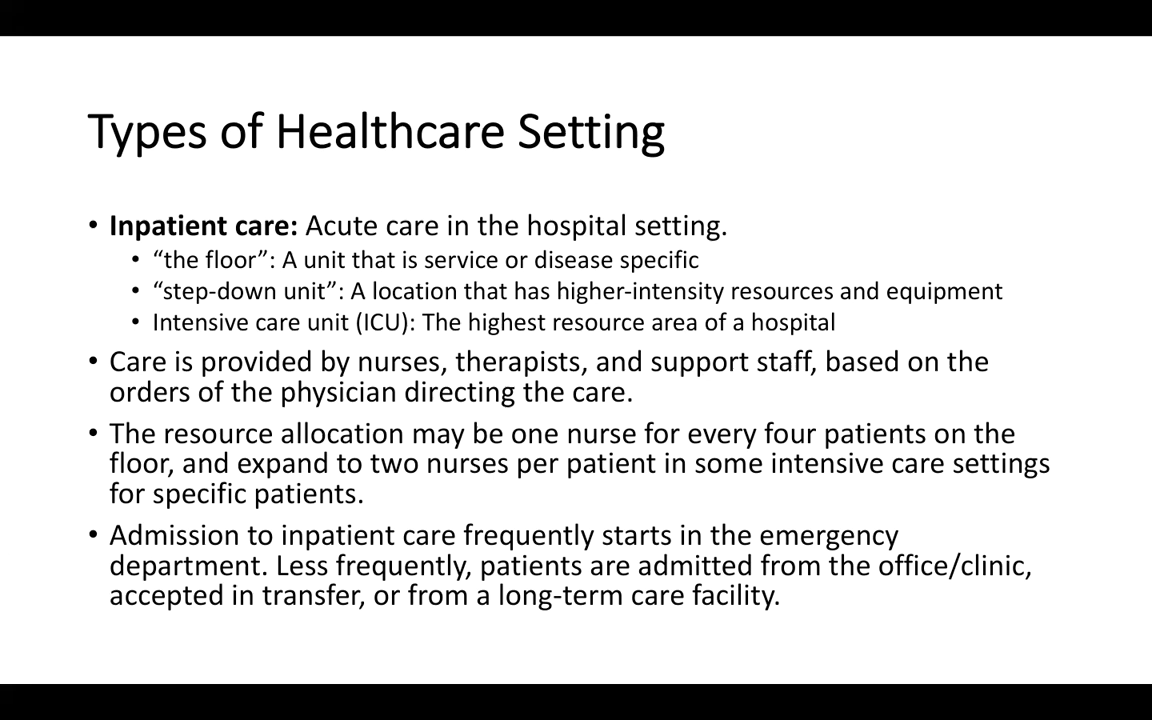 Types of Healthcare Setting
• Inpatient care: Acute care in the hospital setting.
• “the floor”: A unit that is service or disease specific
• “step-down unit”: A location that has higher-intensity resources and equipment
• Intensive care unit (ICU): The highest resource area of a hospital
• Care is provided by nurses, therapists, and support staff, based on the
orders of the physician directing the care.
• The resource allocation may be one nurse for every four patients on the
floor, and expand to two nurses per patient in some intensive care settings
for specific patients.
• Admission to inpatient care frequently starts in the emergency
department. Less frequently, patients are admitted from the office/clinic,
accepted in transfer, or from a long-term care facility.